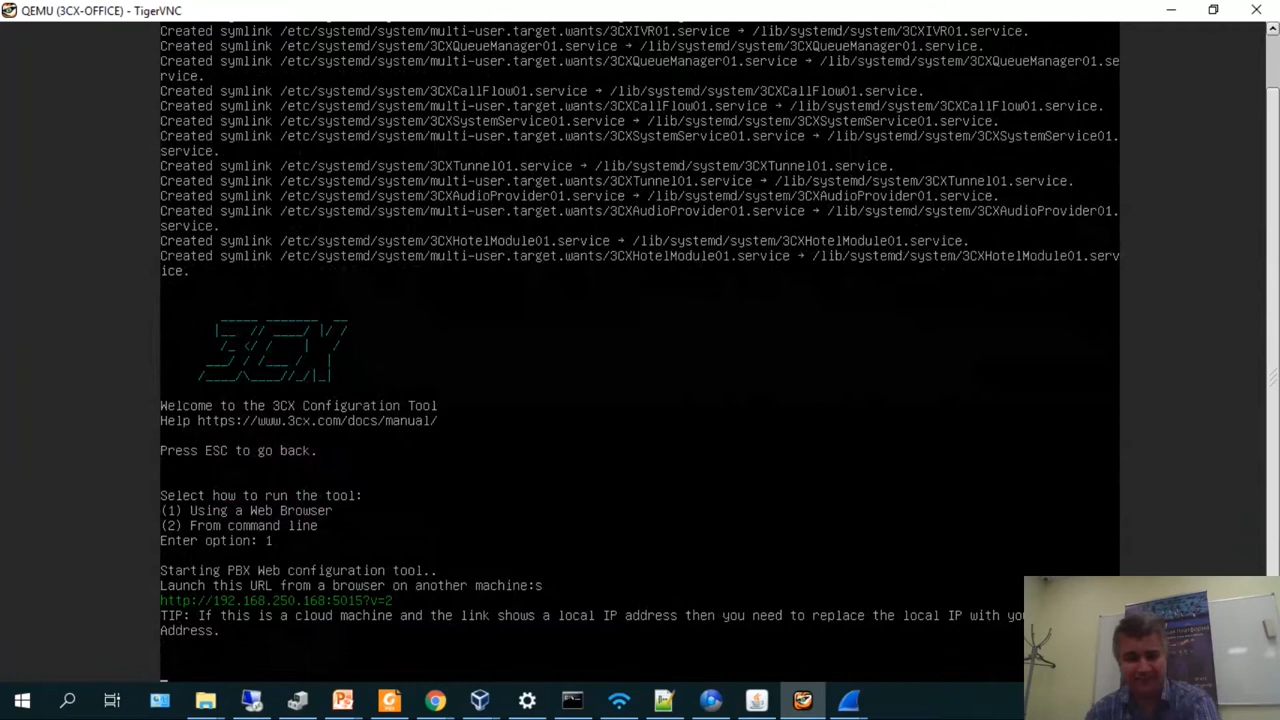 QEMU (3CX-OFFICE) - TigerVNC
Created symlink /etc/systemd/system/multi-user.target.wants/3CXIVR01.service → /lib/systemd/system/3CXIVR01.service.
Created symlink /etc/systemd/system/3CXQueueManager01.service → /lib/systemd/system/3CXQueueManager01.service.
Created symlink /etc/systemd/system/multi-user.target.wants/3CXQueueManager01.service → /lib/systemd/system/3CXQueueManager01.se
rvice.
Created symlink /etc/systemd/system/3CXCallFlow01.service → /lib/systemd/system/3CXCallFlow01.service.
Created symlink /etc/systemd/system/multi-user.target.wants/3CXCallFlow01.service → /lib/systemd/system/3CXCallFlow01.service.
Created symlink /etc/systemd/system/3CXSystemService01.service → /lib/systemd/system/3CXSystemService01.service.
Created symlink /etc/systemd/system/multi-user.target.wants/3CXSystemService01.service → /lib/systemd/system/3CXSystemService01.
service.
Created symlink /etc/systemd/system/3CXTunnel01.service → /lib/systemd/system/3CXTunnel01.service.
Created symlink /etc/systemd/system/multi-user.target.wants/3CXTunnel01.service → /lib/systemd/system/3CXTunnel01.service.
Created symlink /etc/systemd/system/3CXAudioProvider01.service → /lib/systemd/system/3CXAudioProvider01.service.
Created symlink /etc/systemd/system/multi-user.target.wants/3CXAudioProvider01.service → /lib/systemd/system/3CXAudioProvider01.
service.
Created symlink /etc/systemd/system/3CXHotelModule01.service → /lib/systemd/system/3CXHotelModule01.service.
Created symlink /etc/systemd/system/multi-user.target.wants/3CXHotelModule01.service → /lib/systemd/system/3CXHotelModule01.serv
ice.
3CX
Welcome to the 3CX Configuration Tool
Help https://www.3cx.com/docs/manual/
Press ESC to go back.
Select how to run the tool:
(1) Using a Web Browser
(2) From command line
Enter option: 1
Starting PBX Web configuration tool..
Launch this URL from a browser on another machine:s
http://192.168.250.168:5015?v=2
TIP: If this is a cloud machine and the link shows a local IP address then you need to replace the local IP with
Address.